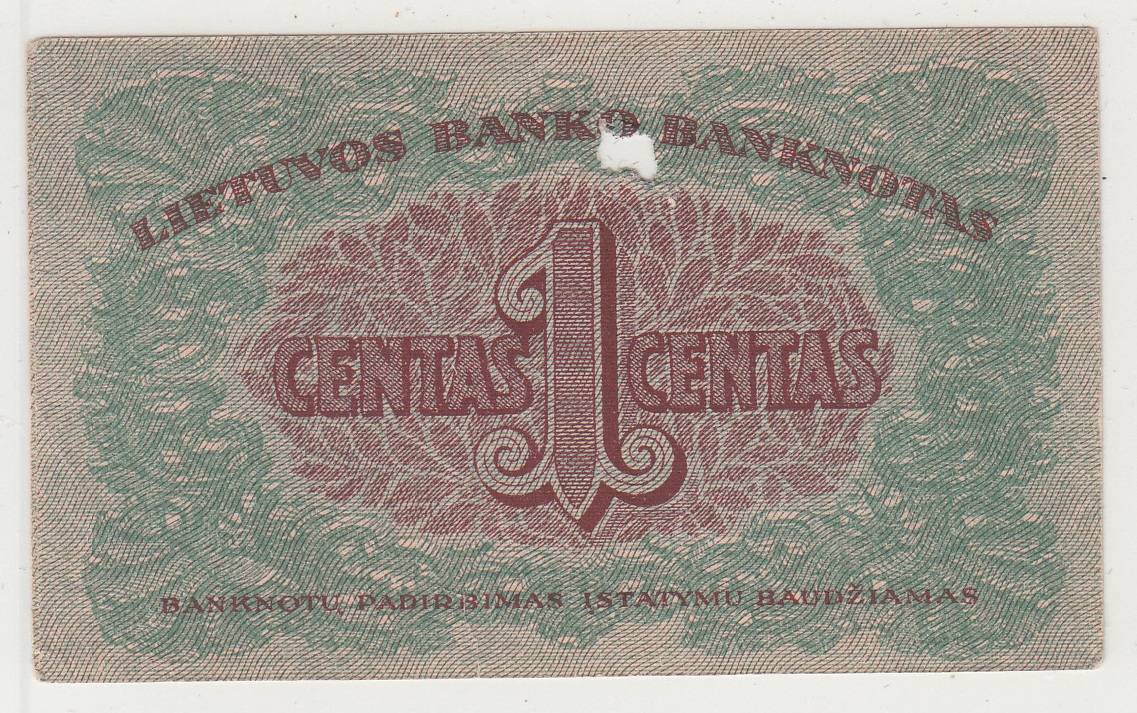 LIETUVOS BANKO BANKNOTAS
CENTAS 1 CENTAS
BANKNOTŲ PADIRBIMAS ĮSTATYMU BAUDŽIAMAS